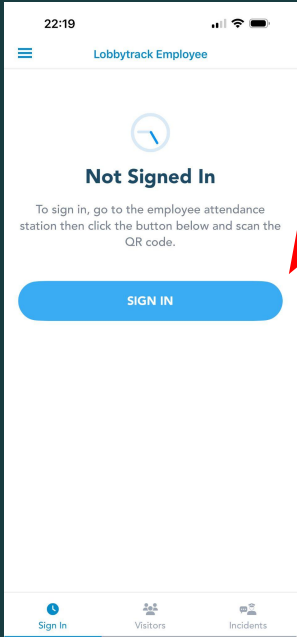 22:19
Lobbytrack Employee
Not Signed In
To sign in, go to the employee attendance
station then click the button below and scan the
QR code.
SIGN IN
Sign In Visitors Incidents